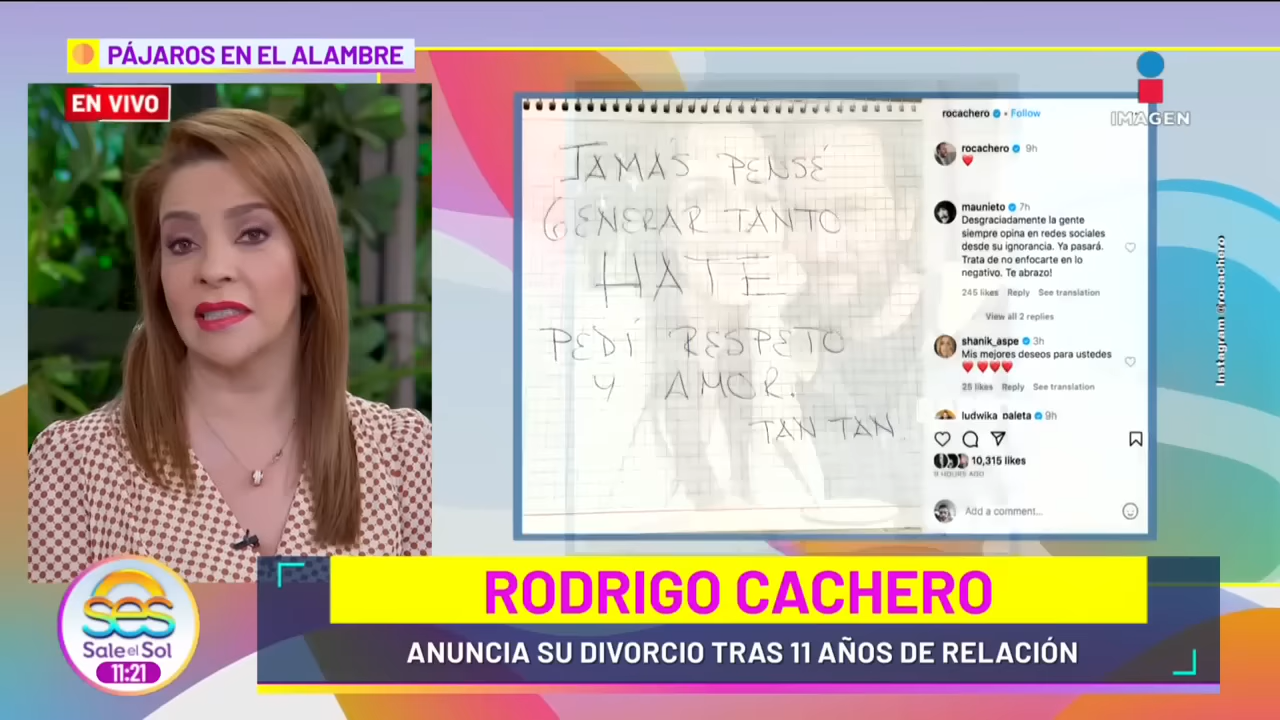 PÁJAROS EN EL ALAMBRE
EN VIVO
IMAGEN
JAMAS PENSÉ
GENERAR TANTO
HATE
PEDÍ RESPETO
Y AMOR.
TAN TAN.
rocachero • Follow
rocachero 9h
maunieto 7h
Desgraciadamente la gente
siempre opina en redes sociales
desde su ignorancia. Ya pasará.
Trata de no enfocarte en lo
negativo. Te abrazo!
245 likes Reply See translation
View all 2 replies
shanik_aspe 3h
Mis mejores deseos para ustedes
25 likes Reply See translation
ludwika_paleta 9h
10,315 likes
9 HOURS AGO
Add a comment...
Instagram @rocachero
RODRIGO CACHERO
ANUNCIA SU DIVORCIO TRAS 11 AÑOS DE RELACIÓN
SES
Sale el Sol
11:21